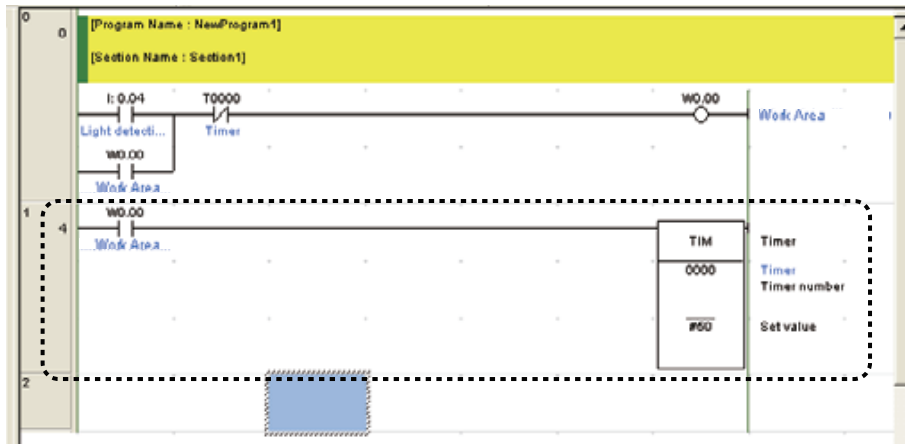 0
0
[Program Name : NewProgram1]
[Section Name : Section1]
I: 0.04 T0000 W0.00
Work Area
Light detecti... Timer
W0.00
Work Area
1
4
W0.00
Work Area
TIM Timer
0000 Timer
Timer number
#60 Set value
2